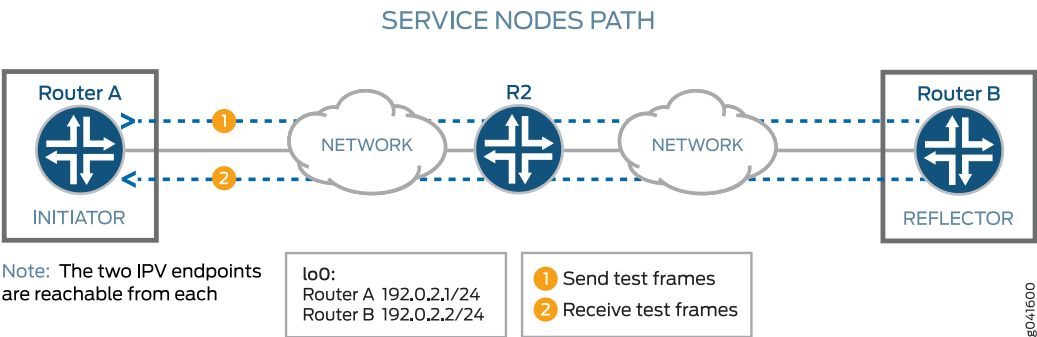 SERVICE NODES PATH
Router A
R2
Router B
1
NETWORK
NETWORK
2
INITIATOR
REFLECTOR
Note: The two IPV endpoints
are reachable from each
lo0:
Router A 192.0.2.1/24
Router B 192.0.2.2/24
1 Send test frames
2 Receive test frames
g041600